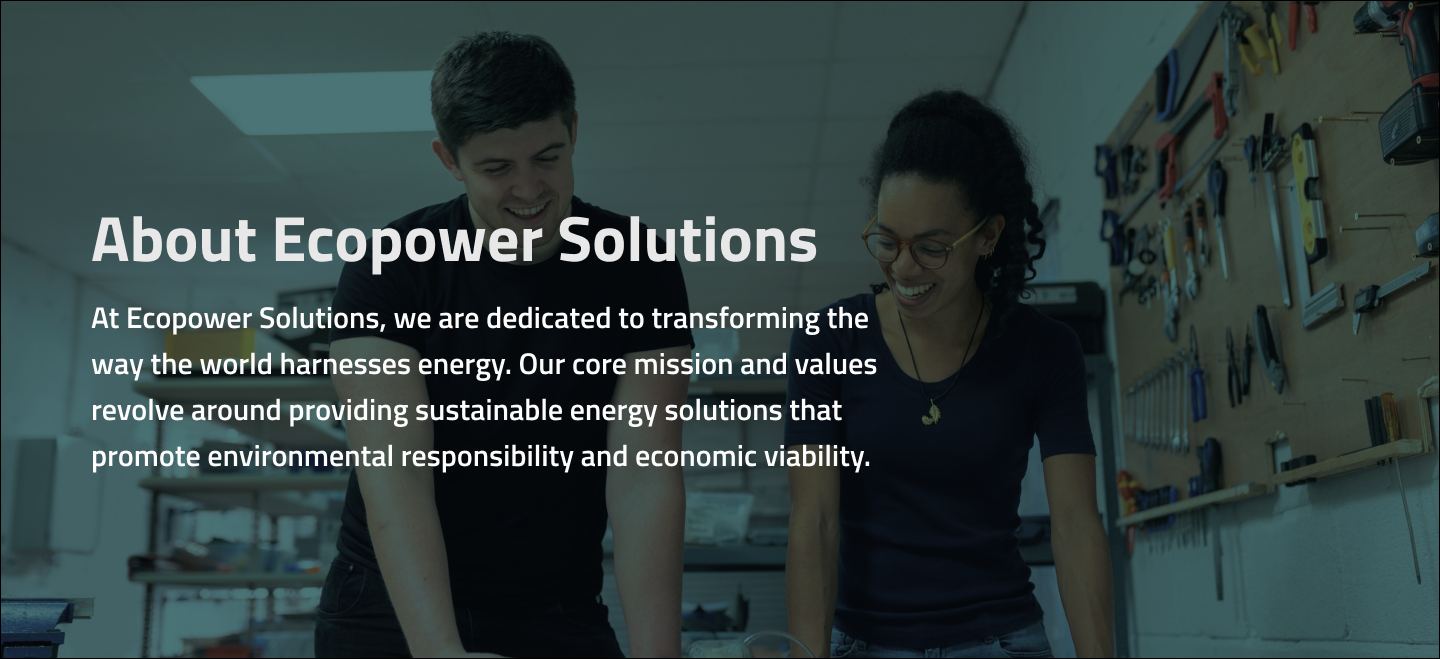 About Ecopower Solutions
At Ecopower Solutions, we are dedicated to transforming the
way the world harnesses energy. Our core mission and values
revolve around providing sustainable energy solutions that
promote environmental responsibility and economic viability.